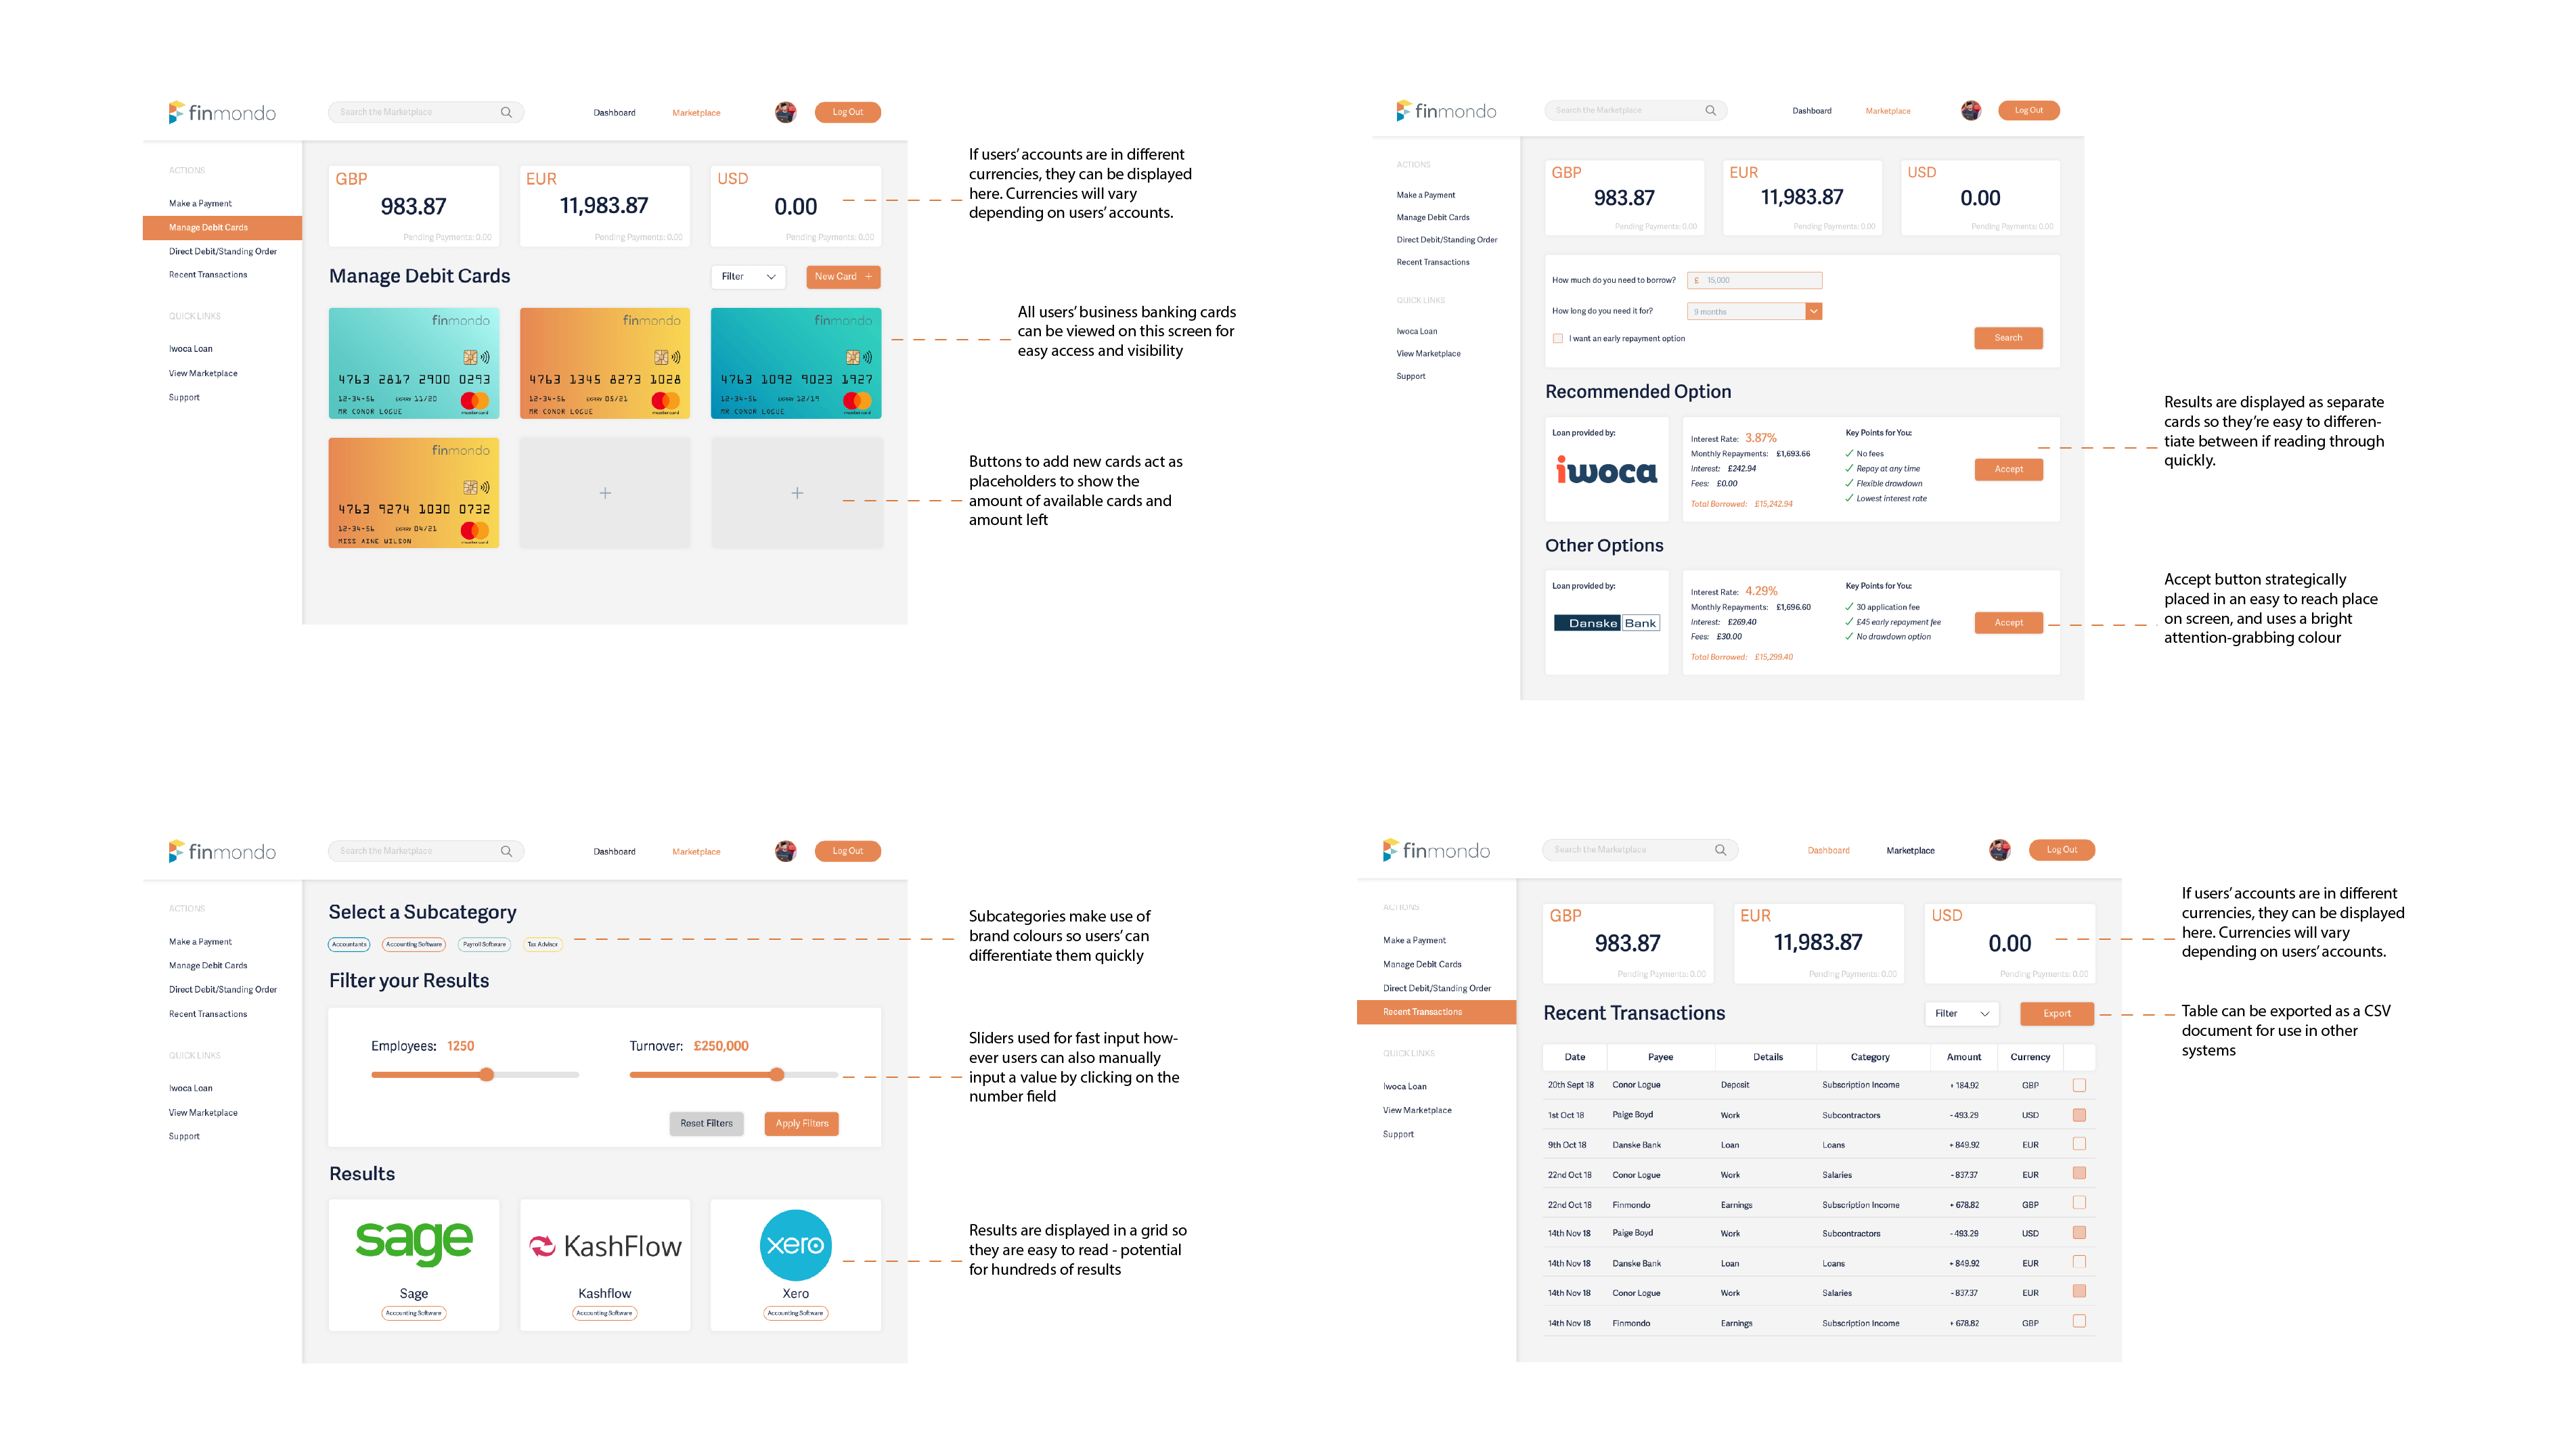 finmondo
Search the Marketplace
Dashboard
Marketplace
Log Out
ACTIONS
Make a Payment
Manage Debit Cards
Direct Debit/Standing Order
Recent Transactions
QUICK LINKS
Iwoca Loan
View Marketplace
Support
GBP
983.87
Pending Payments: 0.00
EUR
11,983.87
Pending Payments: 0.00
USD
0.00
Pending Payments: 0.00
Manage Debit Cards
Filter
New Card +
finmondo
4763 2817 2900 0293
12-34-56 EXPIRY 11/20
MR CONOR LOGUE
mastercard
finmondo
4763 1345 8273 1028
12-34-56 EXPIRY 05/21
MR CONOR LOGUE
mastercard
finmondo
4763 1092 9023 1927
12-34-56 EXPIRY 12/19
MR CONOR LOGUE
mastercard
finmondo
4763 9274 1030 0732
12-34-56 EXPIRY 04/21
MISS AINE WILSON
mastercard
+
+
If users’ accounts are in different
currencies, they can be displayed
here. Currencies will vary
depending on users’ accounts.
All users’ business banking cards
can be viewed on this screen for
easy access and visibility
Buttons to add new cards act as
placeholders to show the
amount of available cards and
amount left
finmondo
Search the Marketplace
Dashboard
Marketplace
Log Out
ACTIONS
Make a Payment
Manage Debit Cards
Direct Debit/Standing Order
Recent Transactions
QUICK LINKS
Iwoca Loan
View Marketplace
Support
GBP
983.87
Pending Payments: 0.00
EUR
11,983.87
Pending Payments: 0.00
USD
0.00
Pending Payments: 0.00
How much do you need to borrow? £ 15,000
How long do you need it for? 9 months
I want an early repayment option
Search
Recommended Option
Loan provided by:
iwoca
Interest Rate: 3.87%
Monthly Repayments: £1,693.66
Interest: £242.94
Fees: £0.00
Total Borrowed: £15,242.94
Key Points for You:
No fees
Repay at any time
Flexible drawdown
Lowest interest rate
Accept
Other Options
Loan provided by:
Danske Bank
Interest Rate: 4.29%
Monthly Repayments: £1,696.60
Interest: £269.40
Fees: £30.00
Total Borrowed: £15,299.40
Key Points for You:
30 application fee
£45 early repayment fee
No drawdown option
Accept
Results are displayed as separate
cards so they’re easy to differen-
tiate between if reading through
quickly.
Accept button strategically
placed in an easy to reach place
on screen, and uses a bright
attention-grabbing colour
finmondo
Search the Marketplace
Dashboard
Marketplace
Log Out
ACTIONS
Make a Payment
Manage Debit Cards
Direct Debit/Standing Order
Recent Transactions
QUICK LINKS
Iwoca Loan
View Marketplace
Support
Select a Subcategory
Accountants
Accounting Software
Payroll Software
Tax Advisor
Filter your Results
Employees: 1250
Turnover: £250,000
Reset Filters
Apply Filters
Results
sage
Sage
Accounting Software
KashFlow
Kashflow
Accounting Software
xero
Xero
Accounting Software
Subcategories make use of
brand colours so users’ can
differentiate them quickly
Sliders used for fast input how-
ever users can also manually
input a value by clicking on the
number field
Results are displayed in a grid so
they are easy to read - potential
for hundreds of results
finmondo
Search the Marketplace
Dashboard
Marketplace
Log Out
ACTIONS
Make a Payment
Manage Debit Cards
Direct Debit/Standing Order
Recent Transactions
QUICK LINKS
Iwoca Loan
View Marketplace
Support
GBP
983.87
Pending Payments: 0.00
EUR
11,983.87
Pending Payments: 0.00
USD
0.00
Pending Payments: 0.00
Recent Transactions
Filter
Export
Date Payee Details Category Amount Currency
20th Sept 18 Conor Logue Deposit Subscription Income + 184.92 GBP
1st Oct 18 Paige Boyd Work Subcontractors - 493.29 USD
9th Oct 18 Danske Bank Loan Loans + 849.92 EUR
22nd Oct 18 Conor Logue Work Salaries - 837.37 EUR
22nd Oct 18 Finmondo Earnings Subscription Income + 678.82 GBP
14th Nov 18 Paige Boyd Work Subcontractors - 493.29 USD
14th Nov 18 Danske Bank Loan Loans + 849.92 EUR
14th Nov 18 Conor Logue Work Salaries - 837.37 EUR
14th Nov 18 Finmondo Earnings Subscription Income + 678.82 GBP
If users’ accounts are in different
currencies, they can be displayed
here. Currencies will vary
depending on users’ accounts.
Table can be exported as a CSV
document for use in other
systems